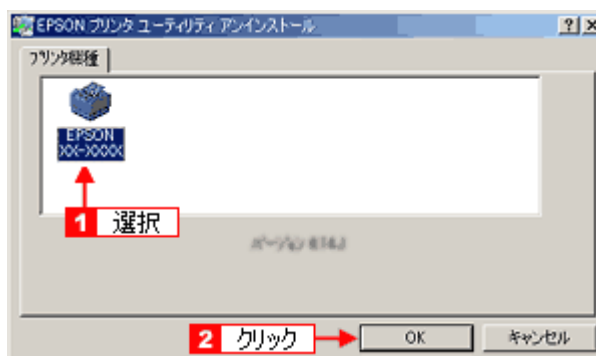 EPSON プリンタ ユーティリティ アンインストール
プリンタ機種
EPSON
XX-XXXX
1 選択
2 クリック
OK
キャンセル